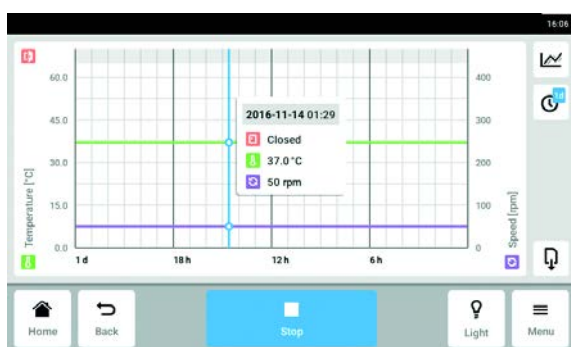 16:06
1d
60.0
45.0
30.0
15.0
0.0
Temperature [°C]
400
300
200
100
0
Speed [rpm]
2016-11-14 01:29
Closed
37.0°C
50 rpm
1 d
18 h
12 h
6 h
Home
Back
Stop
Light
Menu